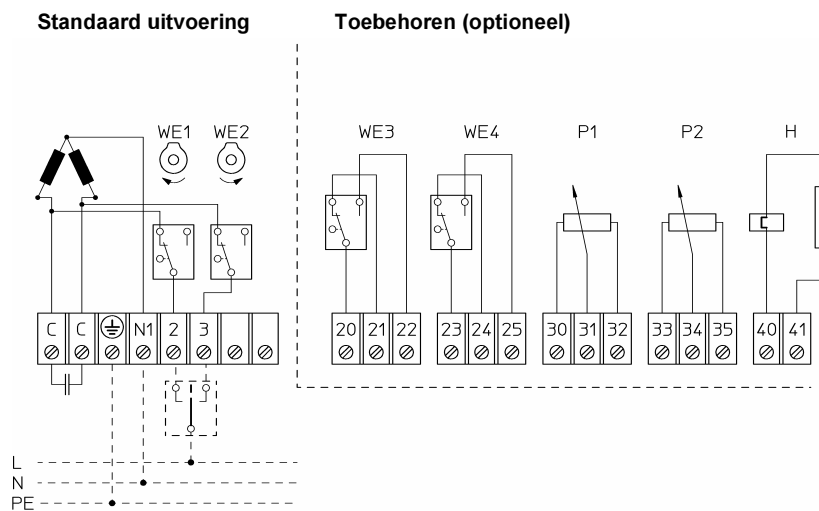 Standaard uitvoering Toebehoren (optioneel)
WE1 WE2 WE3 WE4 P1 P2 H
C C N1 2 3 20 21 22 23 24 25 30 31 32 33 34 35 40 41
L
N
PE